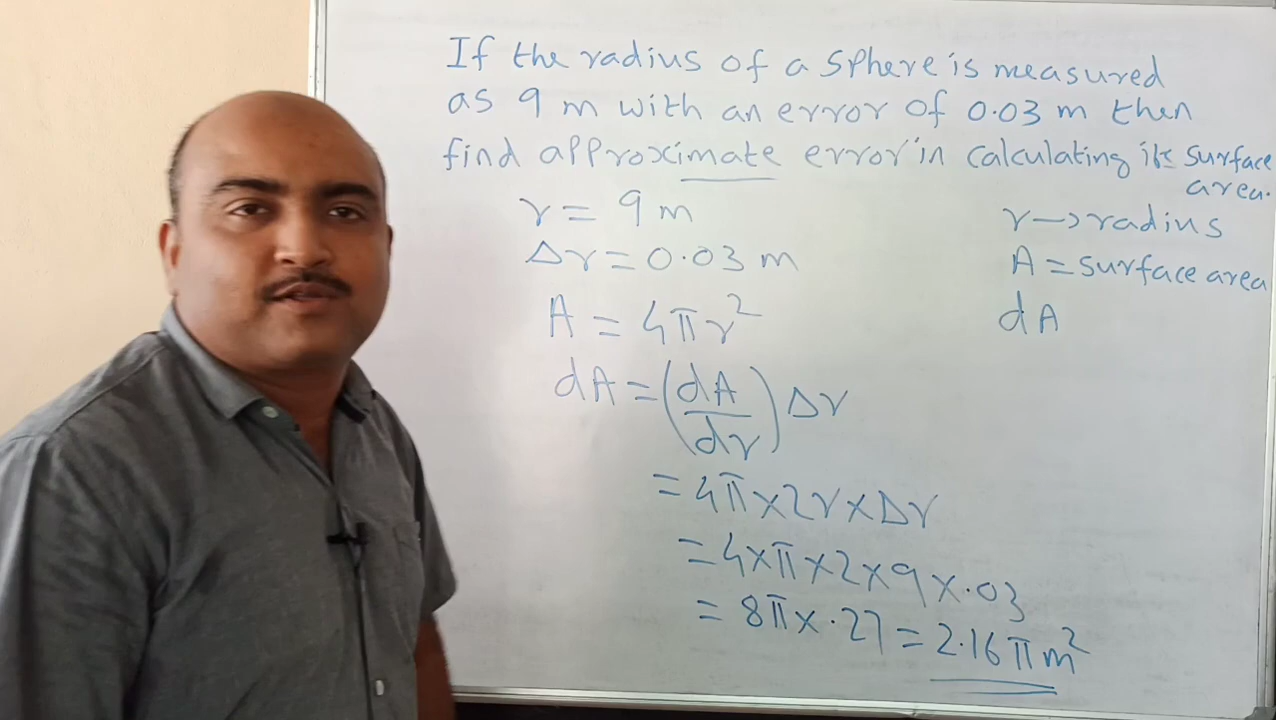 If the radius of a sphere is measured
as 9 m with an error of 0.03 m then
find approximate error in calculating its surface
area.
r = 9 m
r → radius
Δr = 0.03 m
A = surface area
A = 4πr²
dA
dA = (dA/dr) Δr
= 4π×2r×Δr
= 4×π×2×9×.03
= 8π×.27 = 2.16 π m²